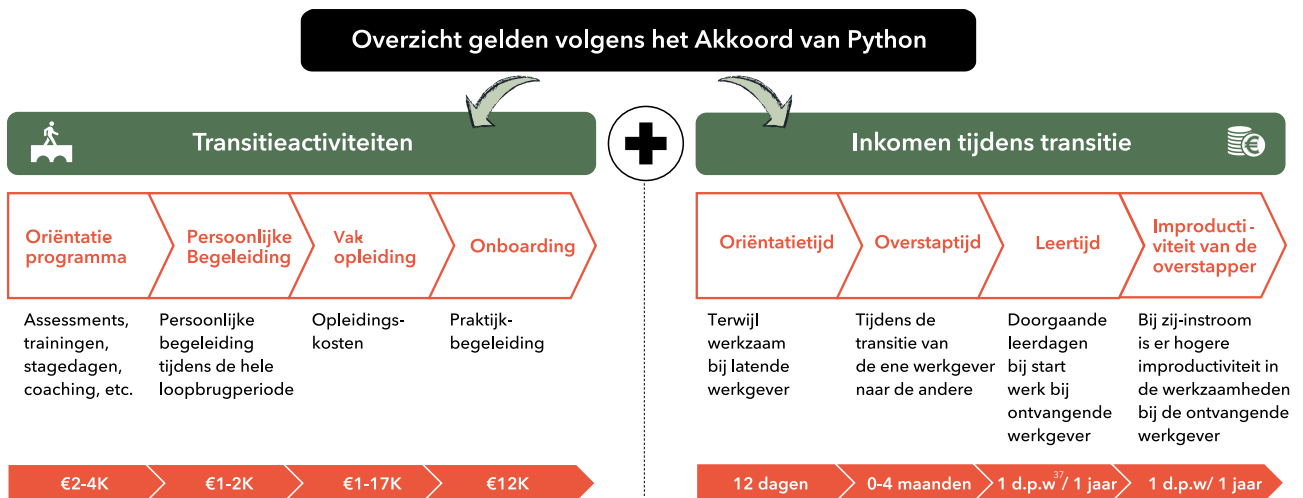 Overzicht gelden volgens het Akkoord van Python
Transitieactiviteiten
Oriëntatie
programma
Persoonlijke
Begeleiding
Vak
opleiding
Onboarding
Assessments,
trainingen,
stagedagen,
coaching, etc.
Persoonlijke
begeleiding
tijdens de hele
loopbrugperiode
Opleidings-
kosten
Praktijk-
begeleiding
€2-4K
€1-2K
€1-17K
€12K
Inkomen tijdens transitie
Oriëntatietijd
Overstaptijd
Leertijd
Improducti-
viteit van de
overstapper
Terwijl
werkzaam
bij latende
werkgever
Tijdens de
transitie van
de ene werkgever
naar de andere
Doorgaande
leerdagen
bij start
werk bij
ontvangende
werkgever
Bij zij-instroom
is er hogere
improductiviteit in
de werkzaamheden
bij de ontvangende
werkgever
12 dagen
0-4 maanden
1 d.p.w³⁷/ 1 jaar
1 d.p.w/ 1 jaar